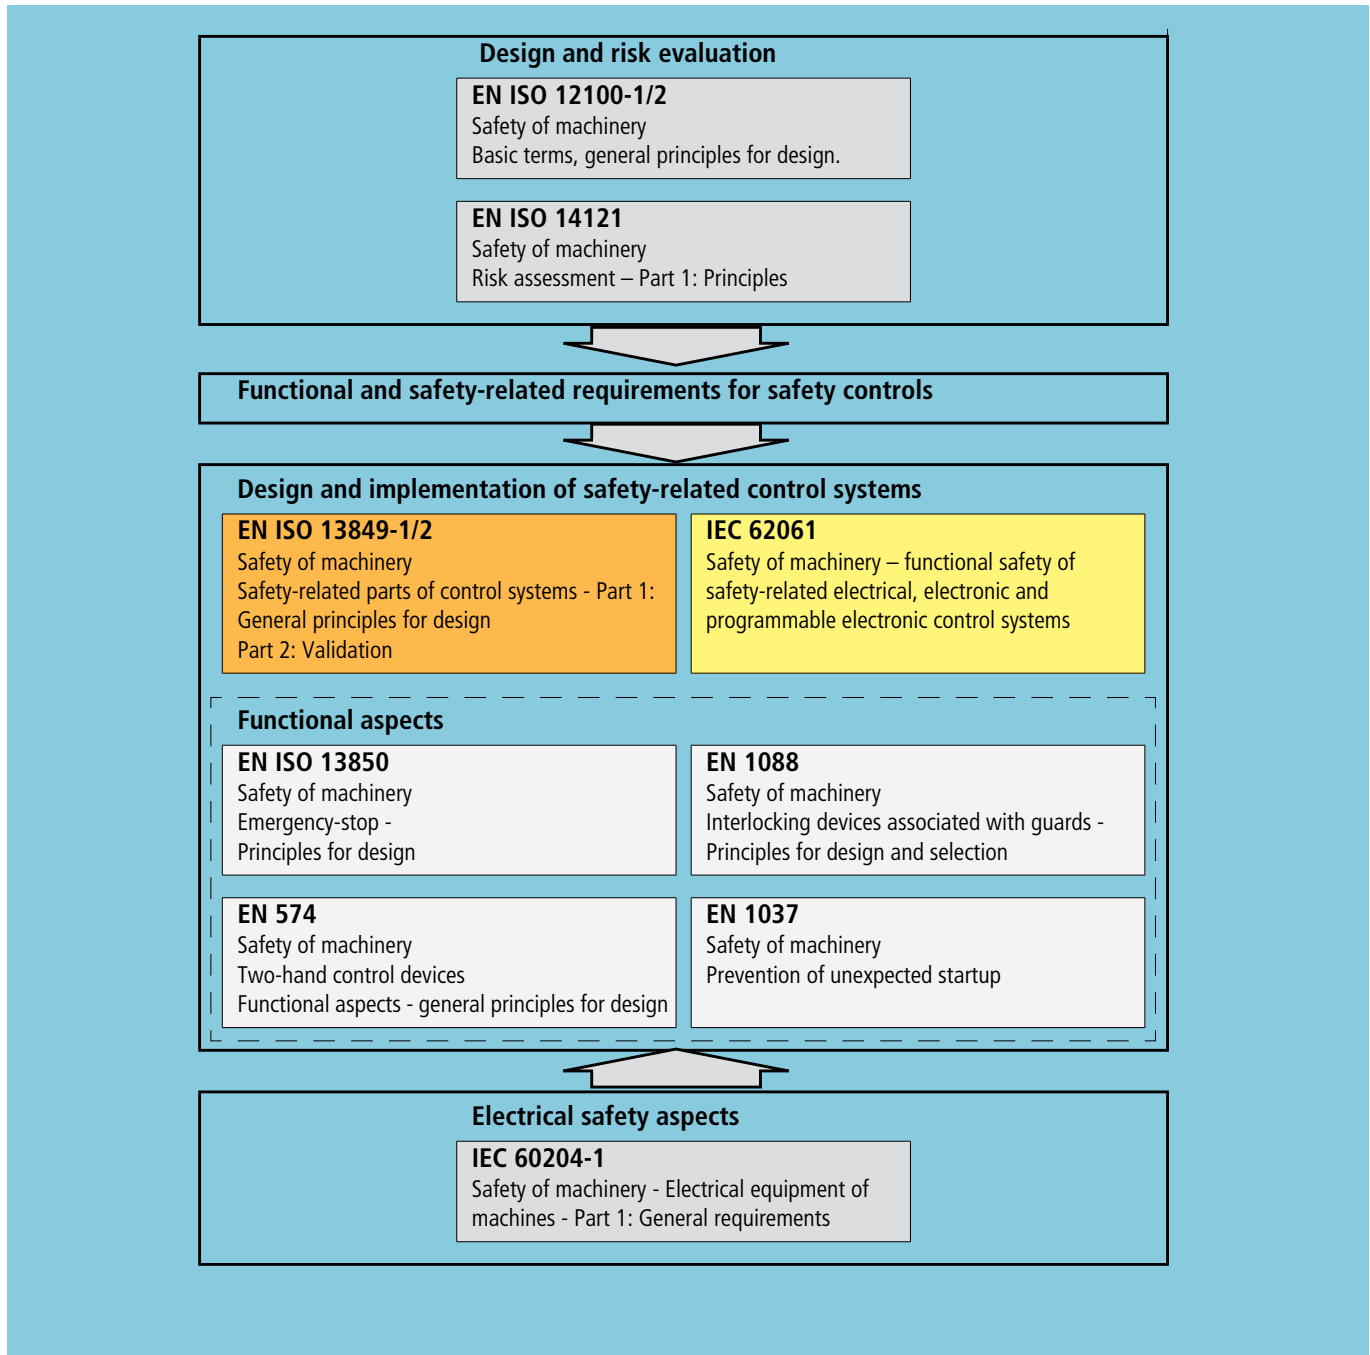 Design and risk evaluation
EN ISO 12100-1/2
Safety of machinery
Basic terms, general principles for design.
EN ISO 14121
Safety of machinery
Risk assessment – Part 1: Principles
Functional and safety-related requirements for safety controls
Design and implementation of safety-related control systems
EN ISO 13849-1/2
Safety of machinery
Safety-related parts of control systems - Part 1:
General principles for design
Part 2: Validation
IEC 62061
Safety of machinery – functional safety of
safety-related electrical, electronic and
programmable electronic control systems
Functional aspects
EN ISO 13850
Safety of machinery
Emergency-stop -
Principles for design
EN 1088
Safety of machinery
Interlocking devices associated with guards -
Principles for design and selection
EN 574
Safety of machinery
Two-hand control devices
Functional aspects - general principles for design
EN 1037
Safety of machinery
Prevention of unexpected startup
Electrical safety aspects
IEC 60204-1
Safety of machinery - Electrical equipment of
machines - Part 1: General requirements